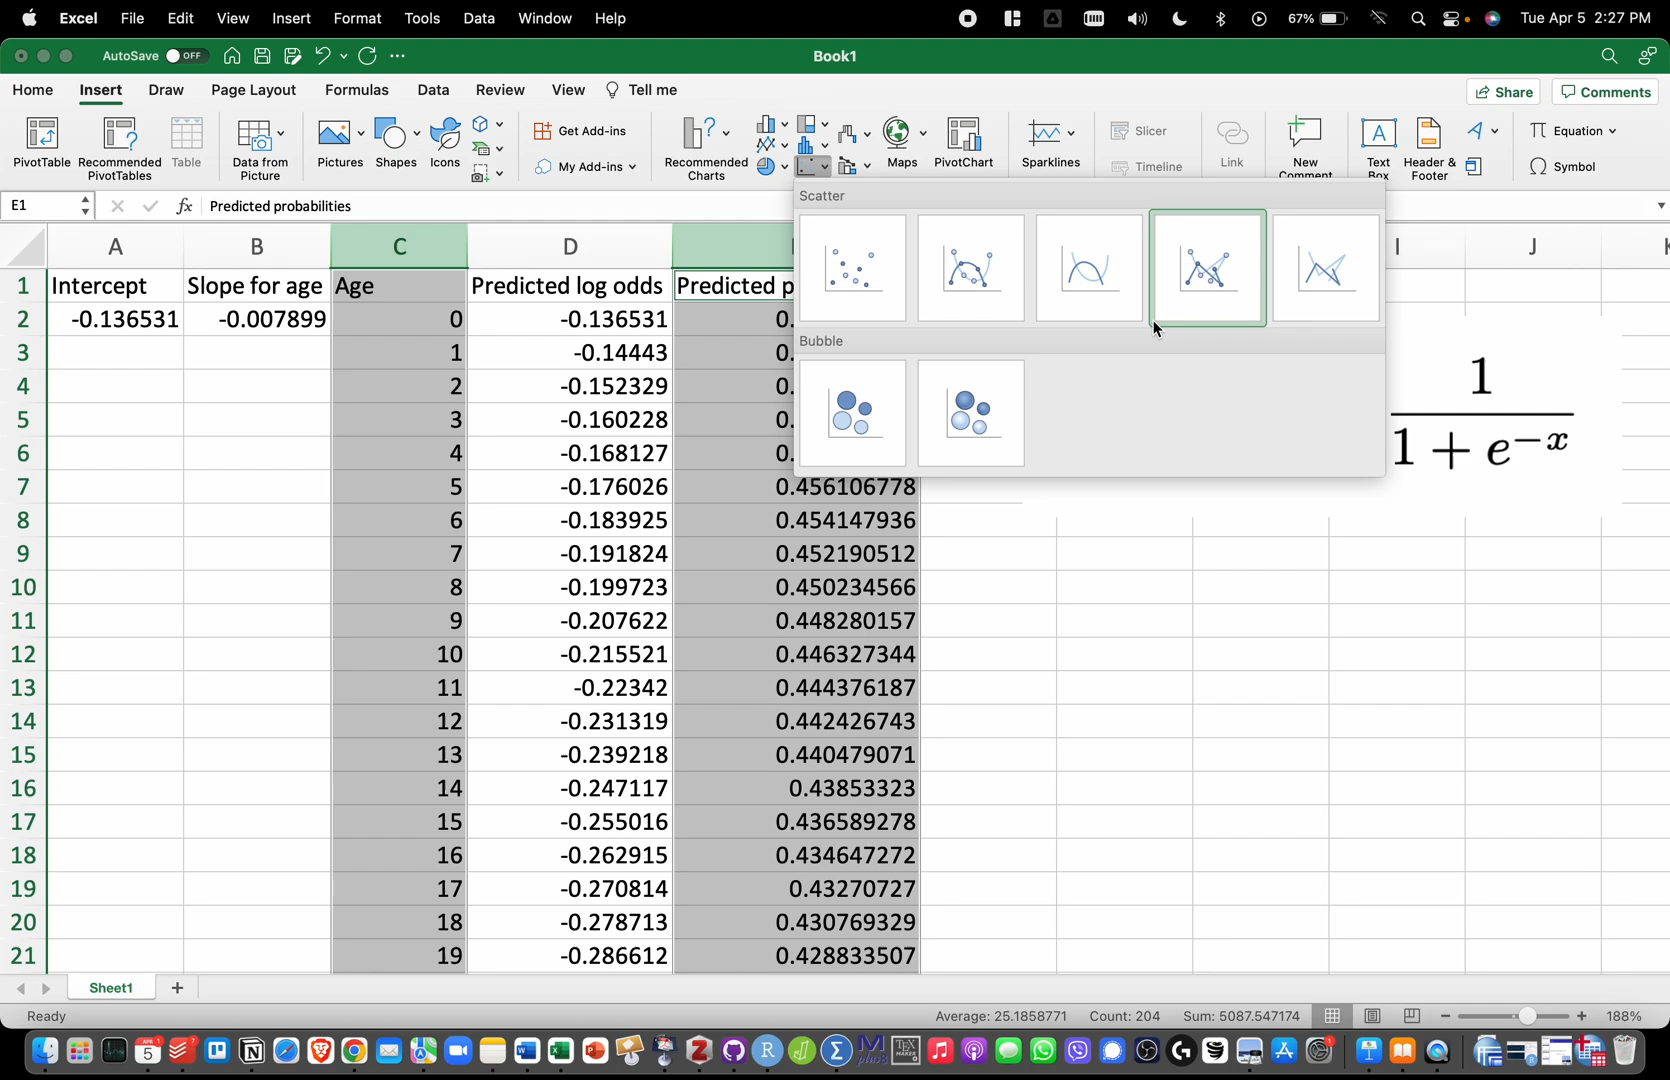 Excel File Edit View Insert Format Tools Data Window Help 67% Tue Apr 5 2:27 PM
AutoSave OFF Book1
Home Insert Draw Page Layout Formulas Data Review View Tell me Share Comments
PivotTable Recommended PivotTables Table Data from Picture Pictures Shapes Icons Get Add-ins My Add-ins Recommended Charts Maps PivotChart Sparklines Slicer Timeline Link New Comment Text Box Header & Footer Equation Symbol
E1 fx Predicted probabilities
Scatter
Bubble
A B C D I J
1 Intercept Slope for age Age Predicted log odds Predicted p
2 -0.136531 -0.007899 0 -0.136531 0.
3 1 -0.14443 0.
4 2 -0.152329 0.
5 3 -0.160228 0.
6 4 -0.168127 0.
7 5 -0.176026 0.456106778
8 6 -0.183925 0.454147936
9 7 -0.191824 0.452190512
10 8 -0.199723 0.450234566
11 9 -0.207622 0.448280157
12 10 -0.215521 0.446327344
13 11 -0.22342 0.444376187
14 12 -0.231319 0.442426743
15 13 -0.239218 0.440479071
16 14 -0.247117 0.43853323
17 15 -0.255016 0.436589278
18 16 -0.262915 0.434647272
19 17 -0.270814 0.43270727
20 18 -0.278713 0.430769329
21 19 -0.286612 0.428833507
1
1 + e−x
Sheet1 +
Ready Average: 25.1858771 Count: 204 Sum: 5087.547174 188%